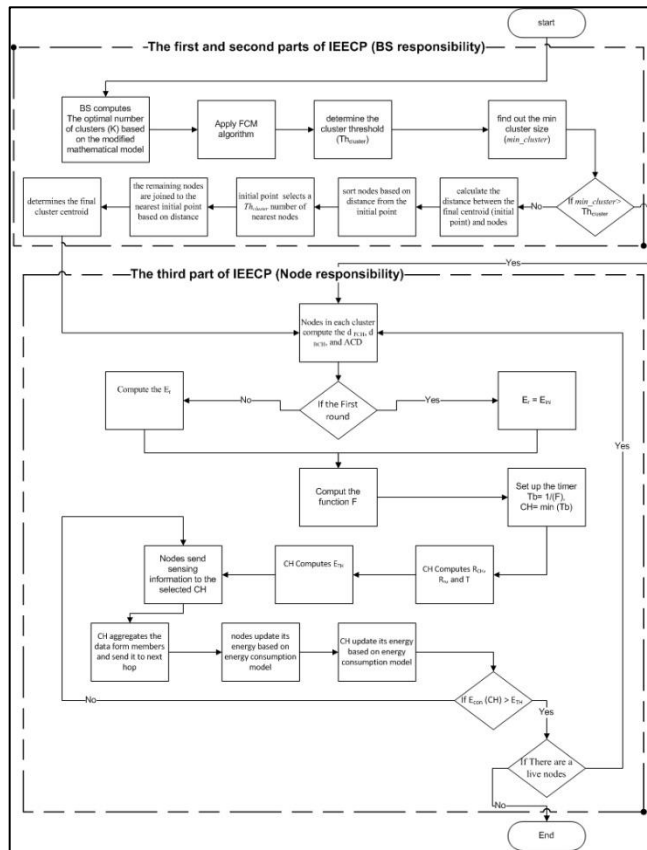 start
The first and second parts of IEECP (BS responsibility)
BS computes
The optimal number
of clusters (K) based
on the modified
mathematical model
Apply FCM
algorithm
determine the
cluster threshold
(Thcluster)
find out the min
cluster size
(min_cluster)
If min_cluster>
Thcluster
No
calculate the
distance between the
final centroid (initial
point) and nodes
sort nodes based on
distance from the
initial point
initial point selects a
Thcluster number of
nearest nodes
the remaining nodes
are joined to the
nearest initial point
based on distance
determines the final
cluster centroid
Yes
The third part of IEECP (Node responsibility)
Nodes in each cluster
compute the d
, d
, and ACD
If the First
round
No
Yes
Compute the Er
Er = Eini
Comput the
function F
Set up the timer
Tb= 1/(F),
CH= min (Tb)
Yes
CH Computes
and T
CH Computes ETH
Nodes send
sensing
information to the
selected CH
CH aggregates the
data form members
and send it to next
hop
nodes update its
energy based on
energy consumption
model
CH update its energy
based on energy
consumption model
If Econ (CH) > ETH
No
Yes
If There are a
live nodes
No
End